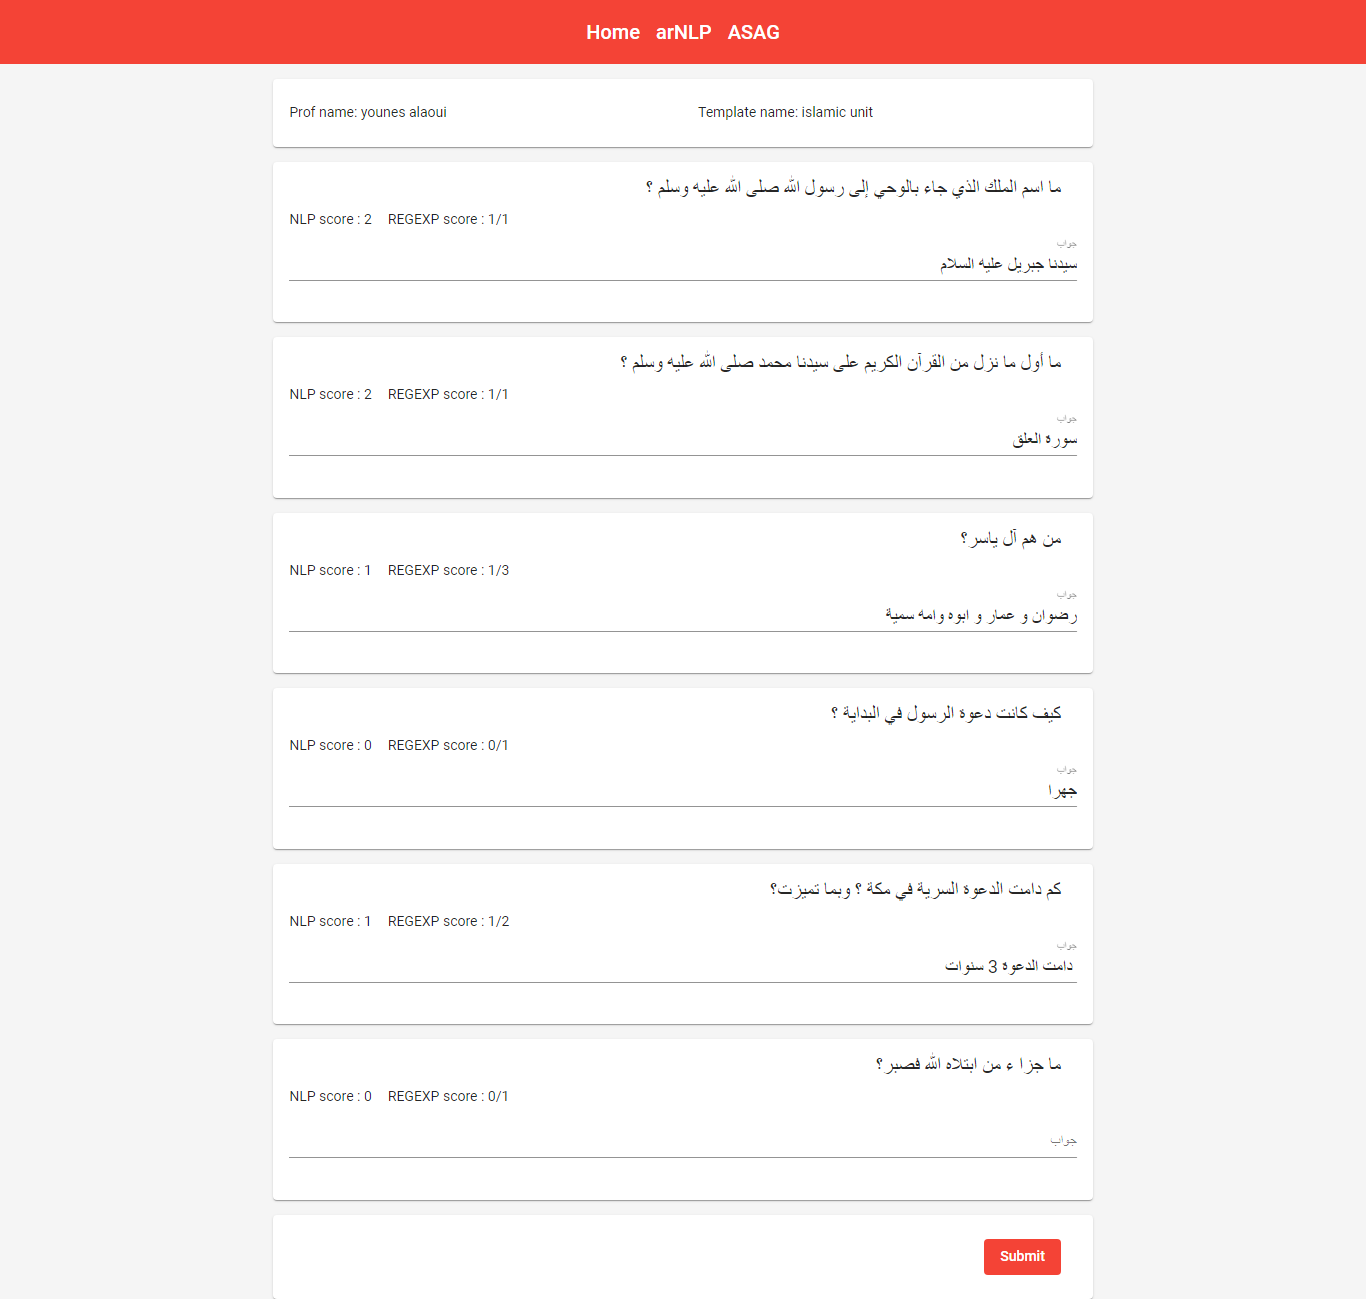 Home arNLP ASAG
Prof name: younes alaoui Template name: islamic unit
ما اسم الملك الذي جاء بالوحي إلى رسول الله صلى الله عليه وسلم ؟
NLP score : 2 REGEXP score : 1/1
جواب
سيدنا جبريل عليه السلام
ما أول ما نزل من القرآن الكريم على سيدنا محمد صلى الله عليه وسلم ؟
NLP score : 2 REGEXP score : 1/1
جواب
سورة العلق
من هم آل ياسر؟
NLP score : 1 REGEXP score : 1/3
جواب
رضوان و عمار و ابوه وامه سمية
كيف كانت دعوة الرسول في البداية ؟
NLP score : 0 REGEXP score : 0/1
جواب
جهرا
كم دامت الدعوة السرية في مكة ؟ وبما تميزت؟
NLP score : 1 REGEXP score : 1/2
جواب
دامت الدعوة 3 سنوات
ما جزا ء من ابتلاه الله فصبر؟
NLP score : 0 REGEXP score : 0/1
جواب
Submit